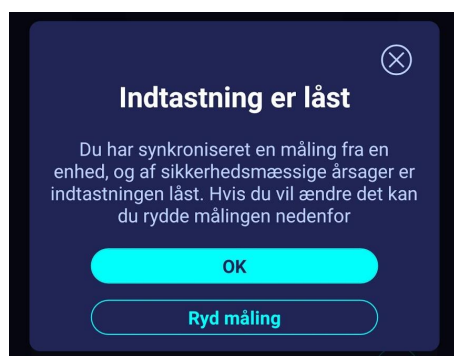 Indtastning er låst
Du har synkroniseret en måling fra en
enhed, og af sikkerhedsmæssige årsager er
indtastningen låst. Hvis du vil ændre det kan
du rydde målingen nedenfor
OK
Ryd måling